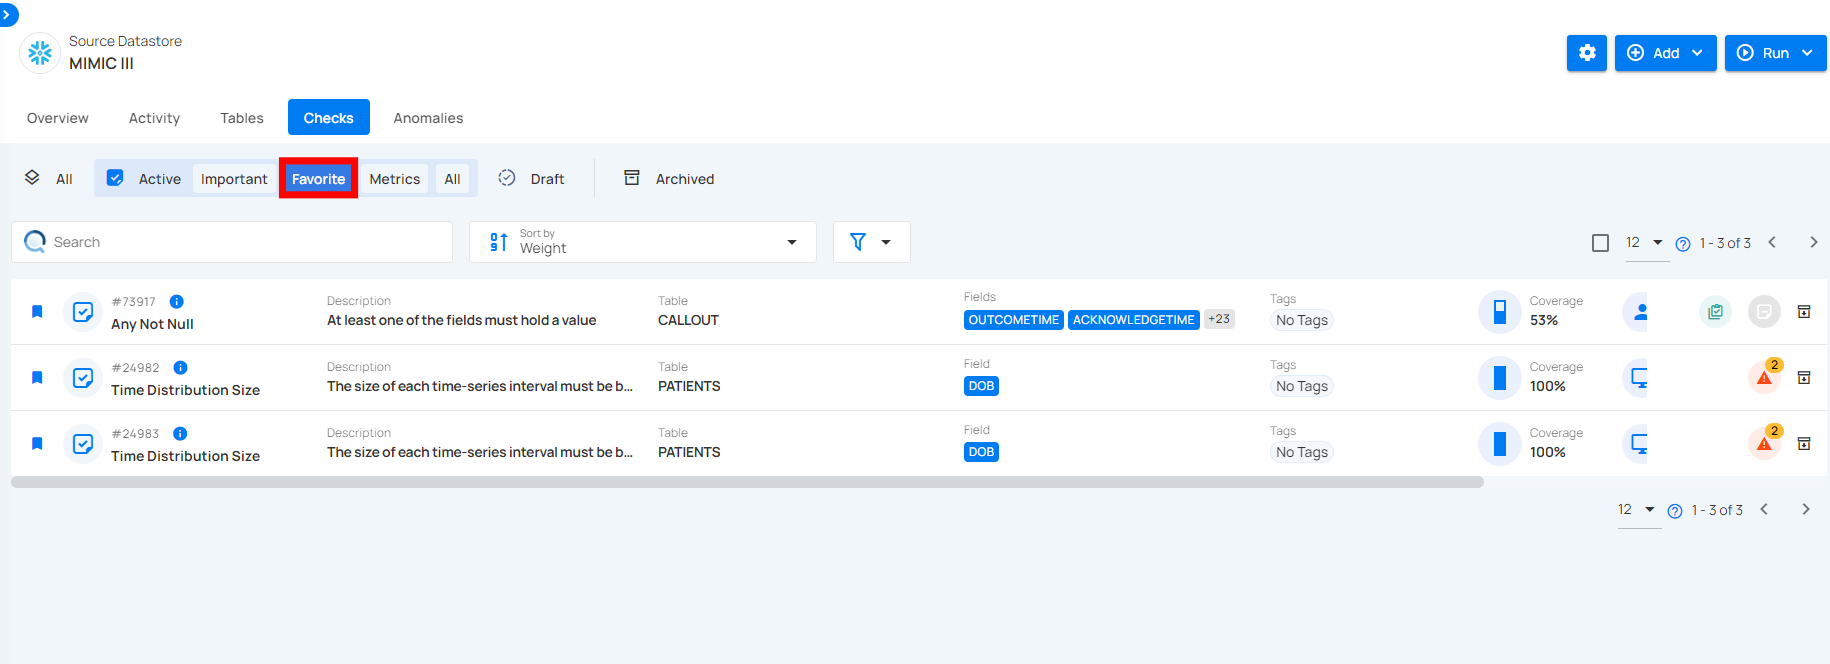 Source Datastore
MIMIC III
Add
Run
Overview
Activity
Tables
Checks
Anomalies
All
Active
Important
Favorite
Metrics
All
Draft
Archived
Search
Sort by
Weight
12
1 - 3 of 3
#73917
Any Not Null
Description
At least one of the fields must hold a value
Table
CALLOUT
Fields
OUTCOMETIME ACKNOWLEDGETIME +23
Tags
No Tags
Coverage
53%
#24982
Time Distribution Size
Description
The size of each time-series interval must be b...
Table
PATIENTS
Field
DOB
Tags
No Tags
Coverage
100%
2
#24983
Time Distribution Size
Description
The size of each time-series interval must be b...
Table
PATIENTS
Field
DOB
Tags
No Tags
Coverage
100%
2
12
1 - 3 of 3